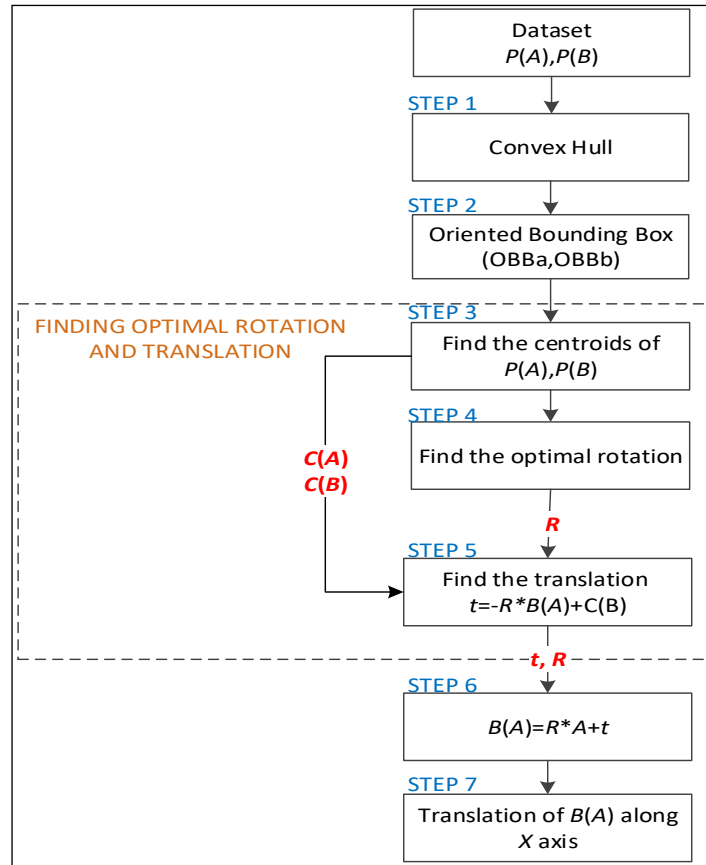 Dataset
P(A),P(B)
STEP 1
Convex Hull
STEP 2
Oriented Bounding Box
(OBBa,OBBb)
FINDING OPTIMAL ROTATION
AND TRANSLATION
STEP 3
Find the centroids of
P(A),P(B)
C(A)
C(B)
STEP 4
Find the optimal rotation
R
STEP 5
Find the translation
t=-R*B(A)+C(B)
t, R
STEP 6
B(A)=R*A+t
STEP 7
Translation of B(A) along
X axis